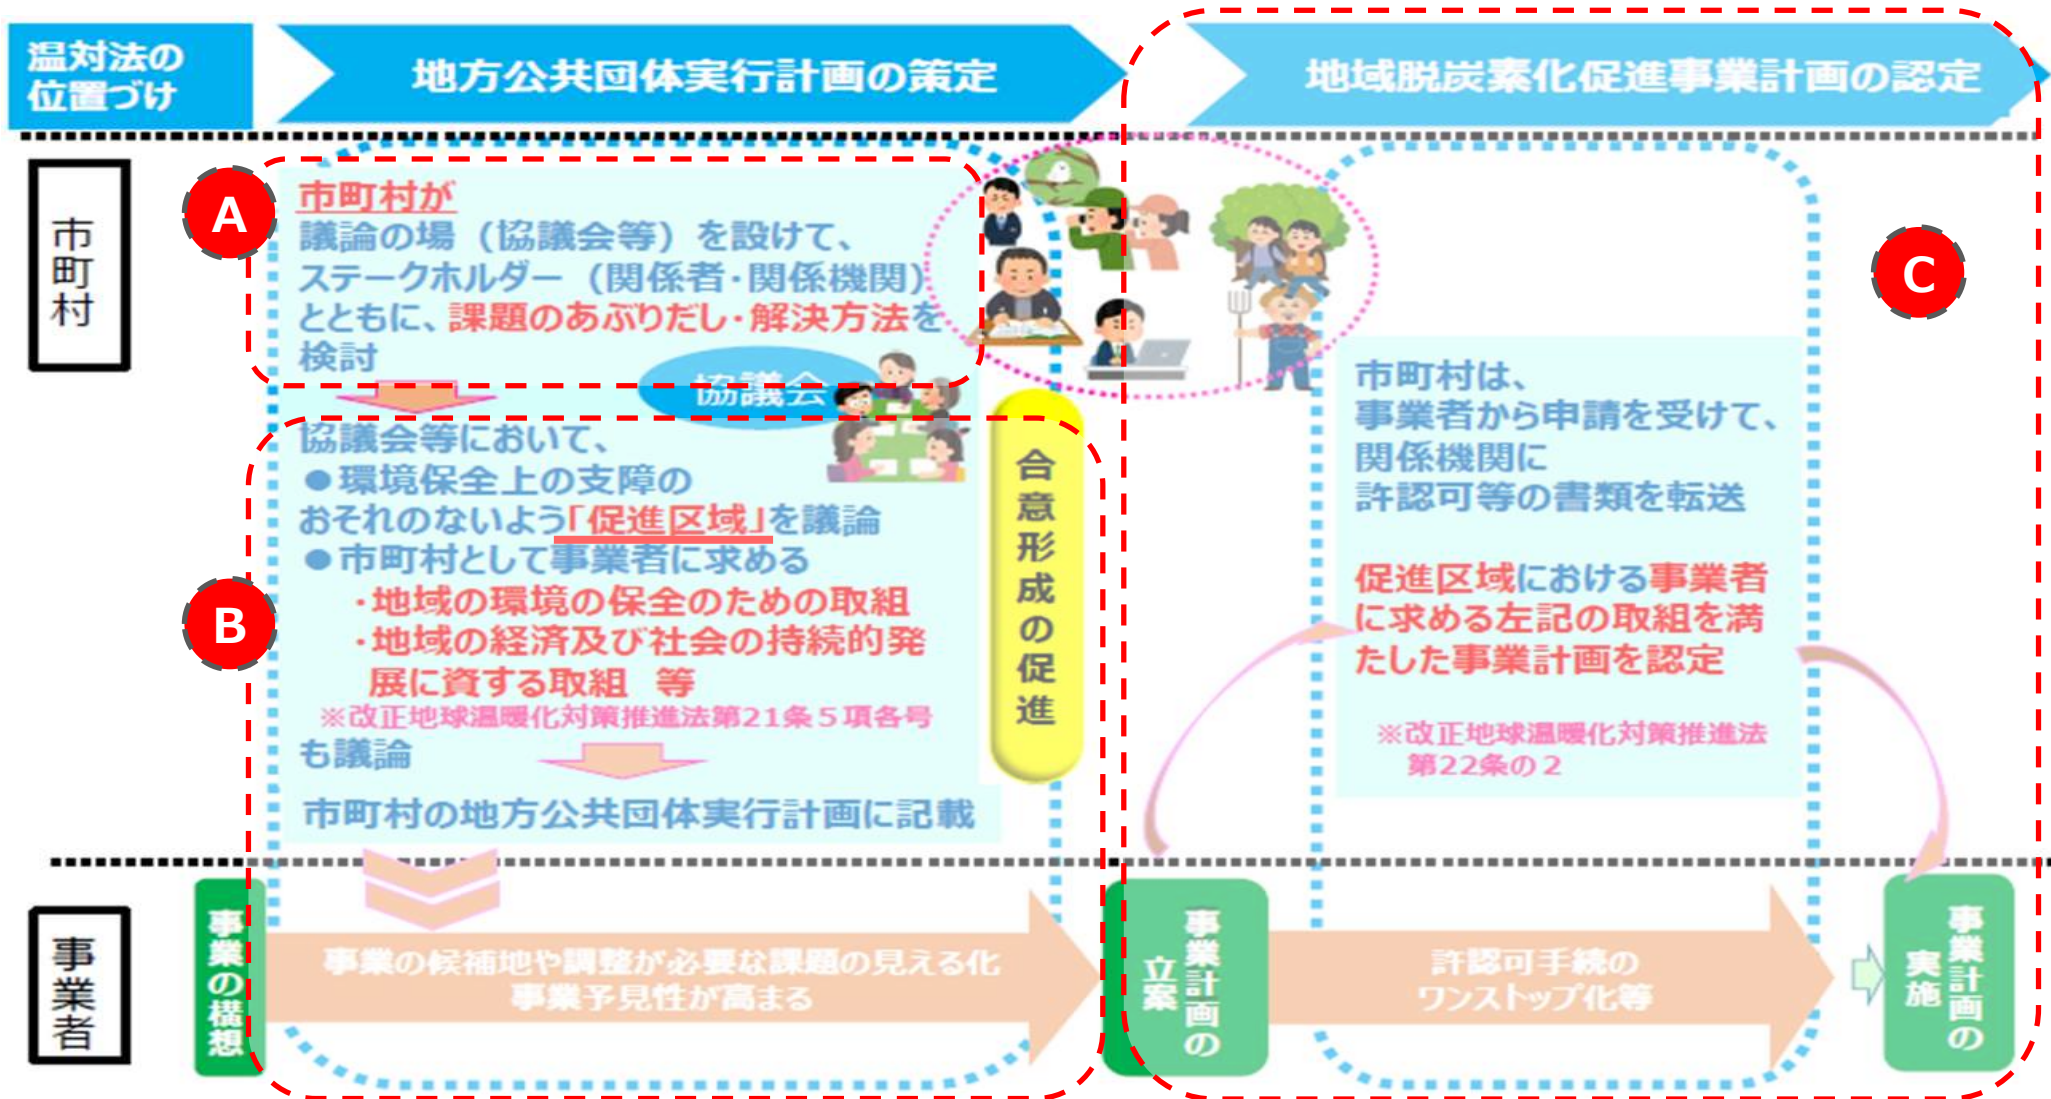 温対法の
位置づけ
地方公共団体実行計画の策定
地域脱炭素化促進事業計画の認定
市町村
A
市町村が
議論の場（協議会等）を設けて、
ステークホルダー（関係者・関係機関）
とともに、課題のあぶりだし・解決方法を
検討
協議会
B
協議会等において、
●環境保全上の支障の
おそれのないよう「促進区域」を議論
●市町村として事業者に求める
・地域の環境の保全のための取組
・地域の経済及び社会の持続的発
展に資する取組　等
※改正地球温暖化対策推進法第21条５項各号
も議論
市町村の地方公共団体実行計画に記載
合意形成の促進
C
市町村は、
事業者から申請を受けて、
関係機関に
許認可等の書類を転送
促進区域における事業者
に求める左記の取組を満
たした事業計画を認定
※改正地球温暖化対策推進法
第22条の２
事業者
事業の構想
事業の候補地や調整が必要な課題の見える化
事業予見性が高まる
事業計画の
立案
許認可手続の
ワンストップ化等
事業計画の
実施